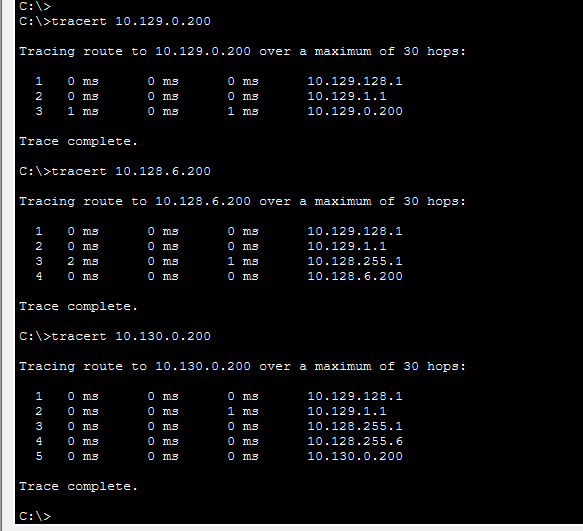 C:\>
C:\>tracert 10.129.0.200
Tracing route to 10.129.0.200 over a maximum of 30 hops:
1 0 ms 0 ms 0 ms 10.129.128.1
2 0 ms 0 ms 0 ms 10.129.1.1
3 1 ms 0 ms 1 ms 10.129.0.200
Trace complete.
C:\>tracert 10.128.6.200
Tracing route to 10.128.6.200 over a maximum of 30 hops:
1 0 ms 0 ms 0 ms 10.129.128.1
2 0 ms 0 ms 0 ms 10.129.1.1
3 2 ms 0 ms 1 ms 10.128.255.1
4 0 ms 0 ms 0 ms 10.128.6.200
Trace complete.
C:\>tracert 10.130.0.200
Tracing route to 10.130.0.200 over a maximum of 30 hops:
1 0 ms 0 ms 0 ms 10.129.128.1
2 0 ms 0 ms 1 ms 10.129.1.1
3 0 ms 0 ms 0 ms 10.128.255.1
4 0 ms 0 ms 0 ms 10.128.255.6
5 0 ms 0 ms 0 ms 10.130.0.200
Trace complete.
C:\>